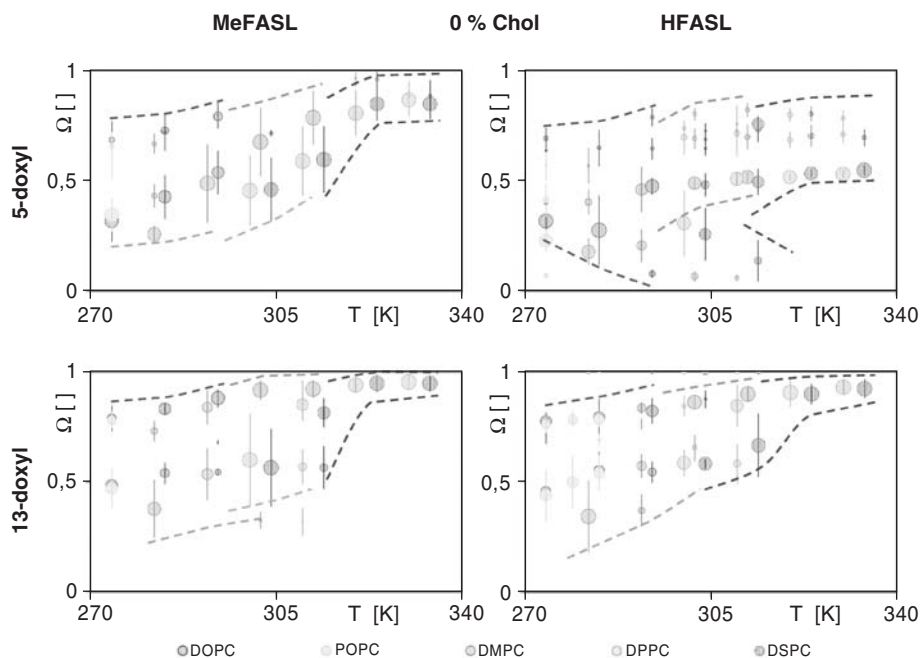 MeFASL 0 % Chol HFASL
5-doxyl
1
Ω [ ]
0,5
0
270 305 T [K] 340
1
Ω [ ]
0,5
0
270 305 T [K] 340
13-doxyl
1
Ω [ ]
0,5
0
270 305 T [K] 340
1
Ω [ ]
0,5
0
270 305 T [K] 340
DOPC POPC DMPC DPPC DSPC